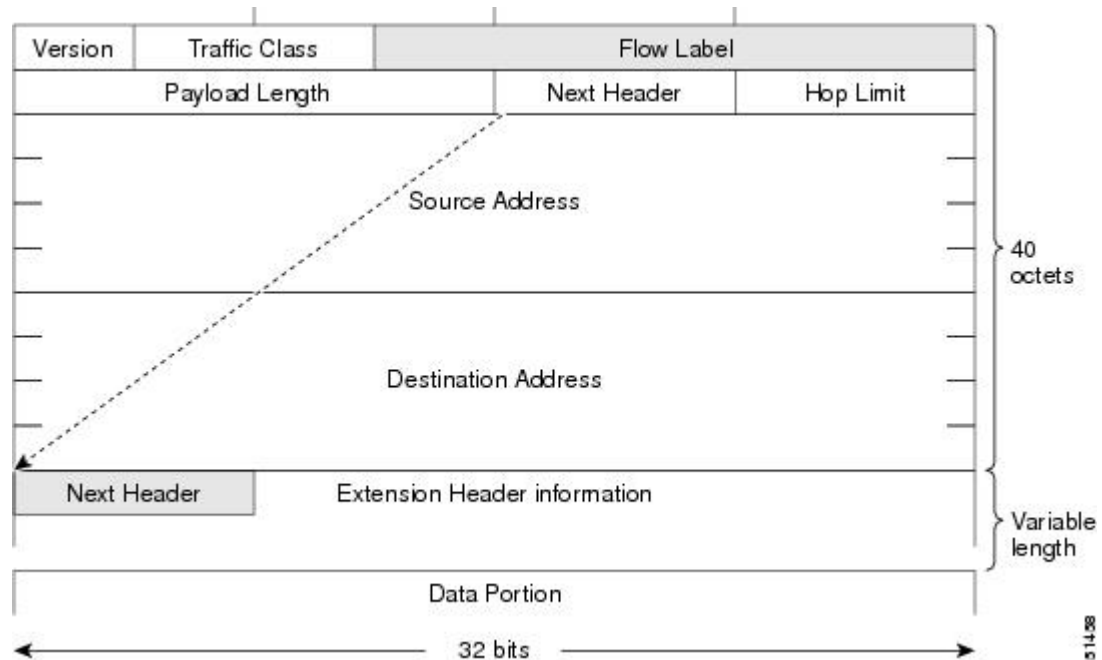 Version Traffic Class Flow Label
Payload Length Next Header Hop Limit
Source Address
40
octets
Destination Address
Next Header Extension Header information
Variable
length
Data Portion
32 bits
51458